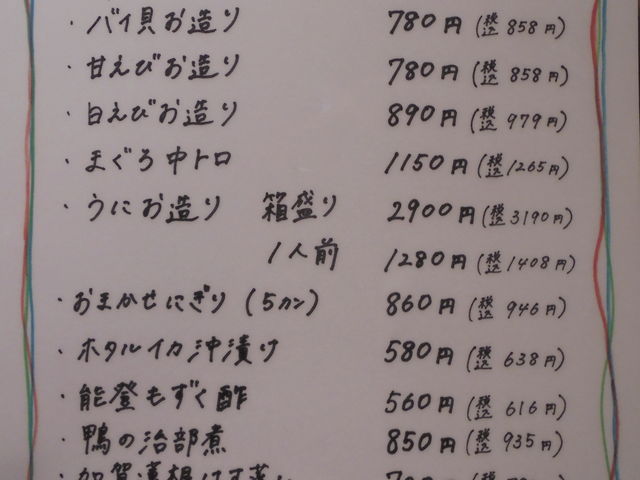 ・バイ貝お造り 780円(税込858円)
・甘えびお造り 780円(税込858円)
・白えびお造り 890円(税込979円)
・まぐろ中トロ 1150円(税込1265円)
・うにお造り 箱盛り 2900円(税込3190円)
1人前 1280円(税込1408円)
・おまかせにぎり(5カン) 860円(税込946円)
・ホタルイカ沖漬け 580円(税込638円)
・能登もずく酢 560円(税込616円)
・鴨の治部煮 850円(税込935円)
・加賀蓮根はす蒸し